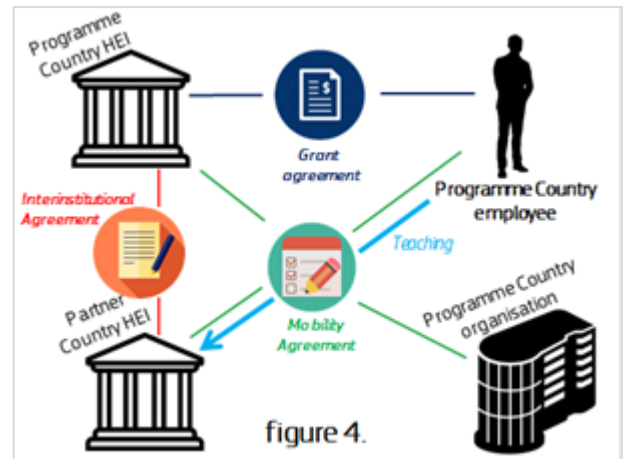 Programme
Country HEI
Grant
agreement
Programme Country
employee
Interinstitutional
Agreement
Teaching
Partner
Country HEI
Mobility
Agreement
Programme Country
organisation
figure 4.